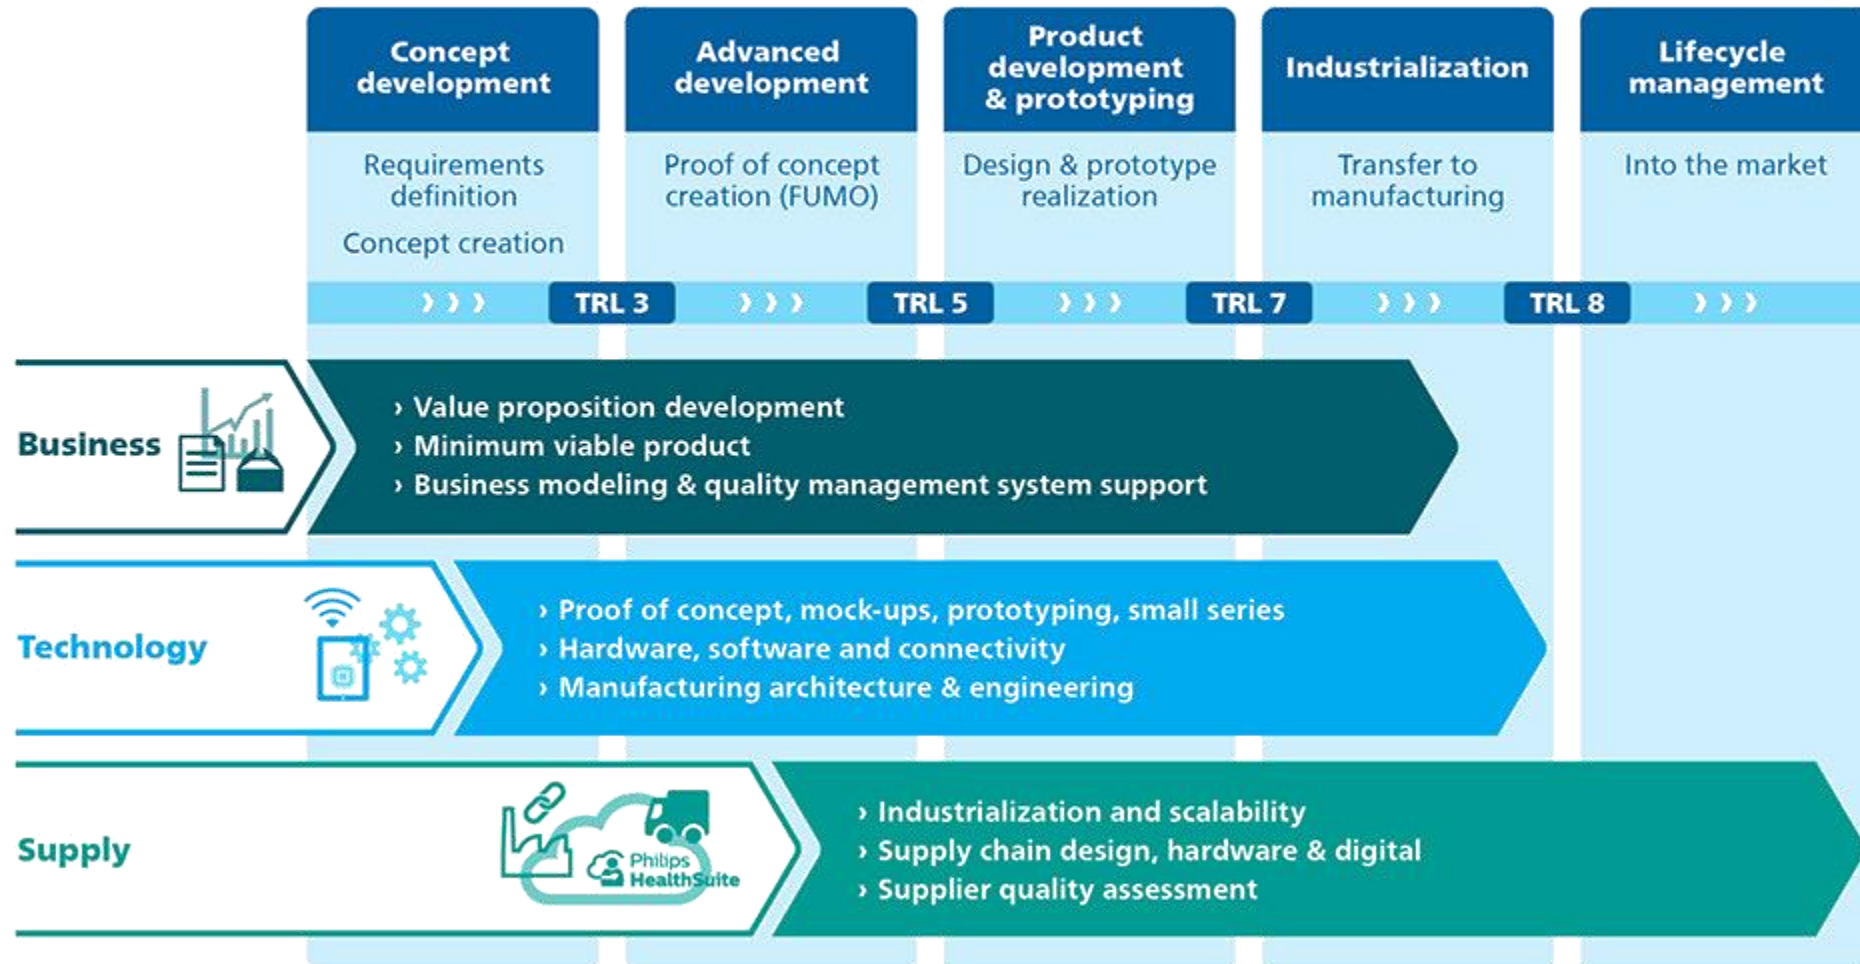 Concept
development
Advanced
development
Product
development
& prototyping
Industrialization
Lifecycle
management
Requirements
definition
Concept creation
Proof of concept
creation (FUMO)
Design & prototype
realization
Transfer to
manufacturing
Into the market
TRL 3
TRL 5
TRL 7
TRL 8
Business
› Value proposition development
› Minimum viable product
› Business modeling & quality management system support
Technology
› Proof of concept, mock-ups, prototyping, small series
› Hardware, software and connectivity
› Manufacturing architecture & engineering
Supply
Philips
HealthSuite
› Industrialization and scalability
› Supply chain design, hardware & digital
› Supplier quality assessment